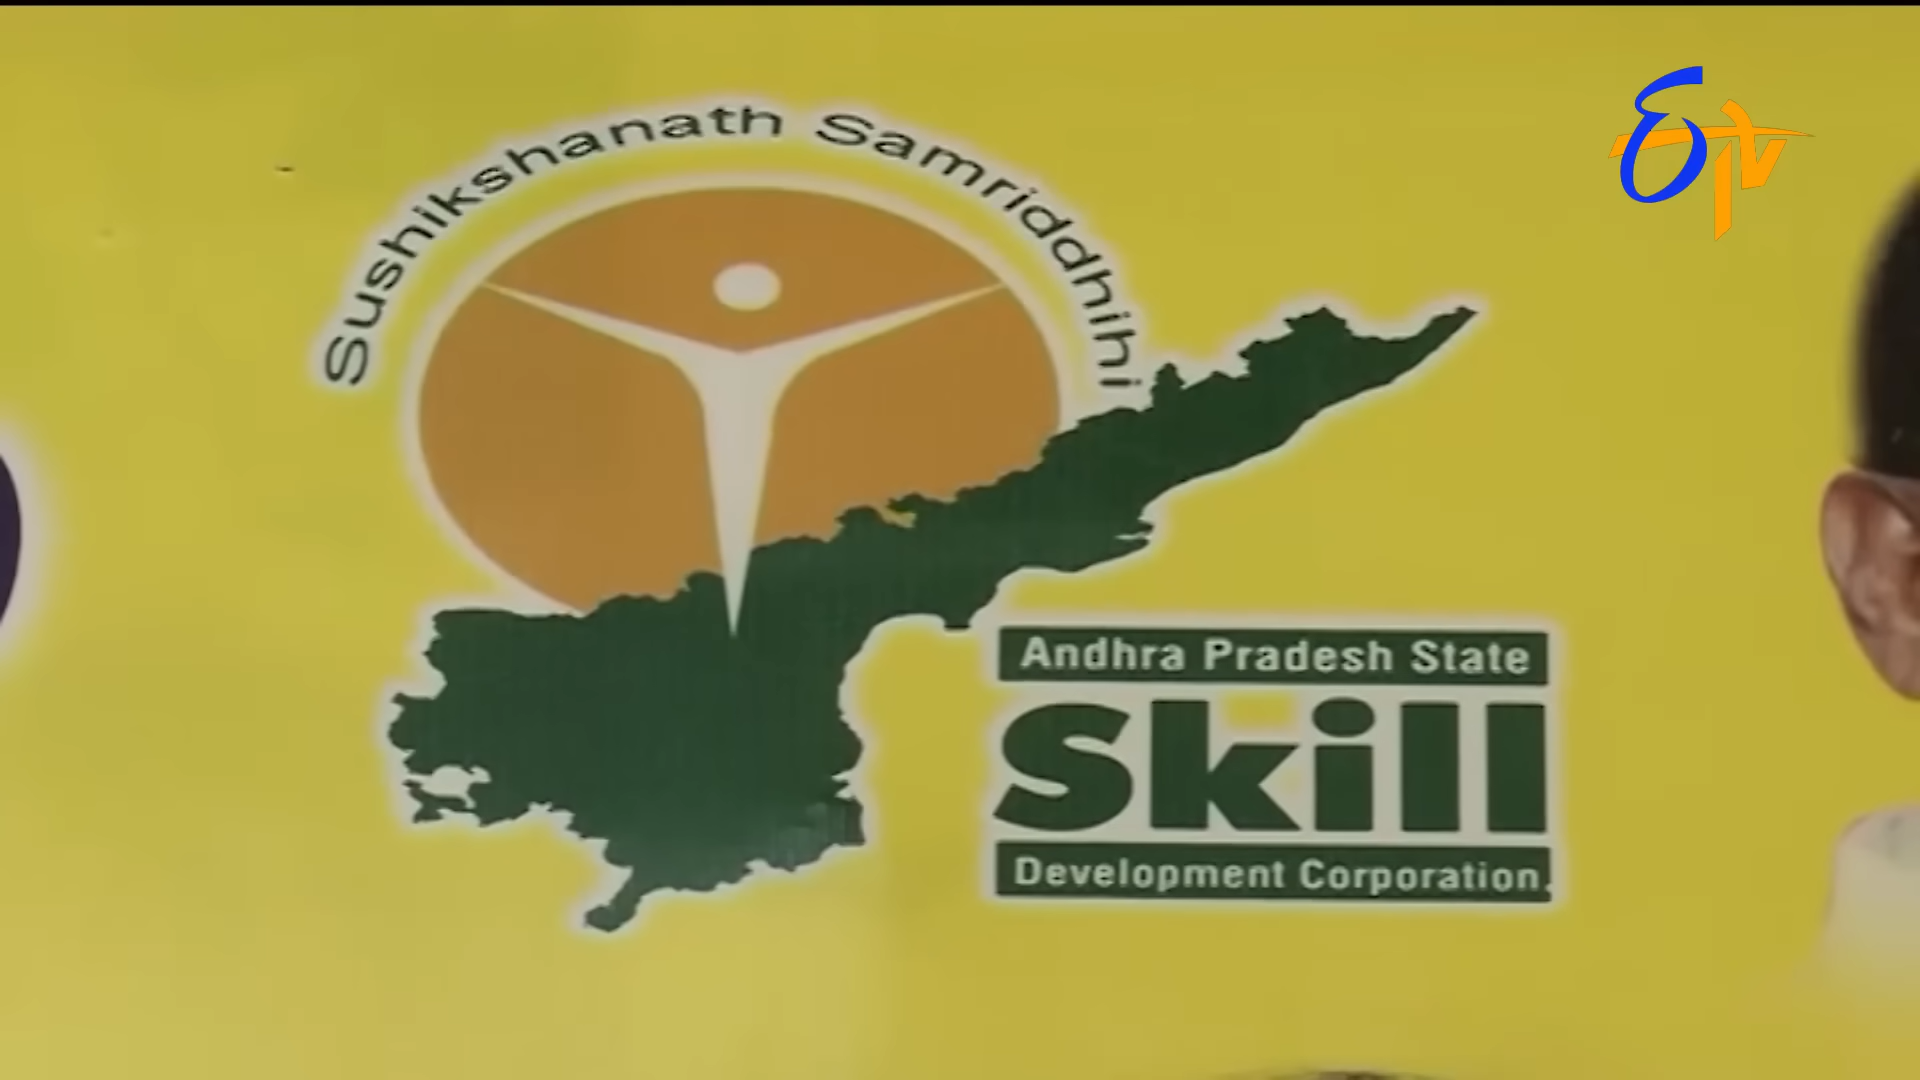 Sushikshanath Samriddhihi
Andhra Pradesh State
Skill
Development Corporation.
ETV